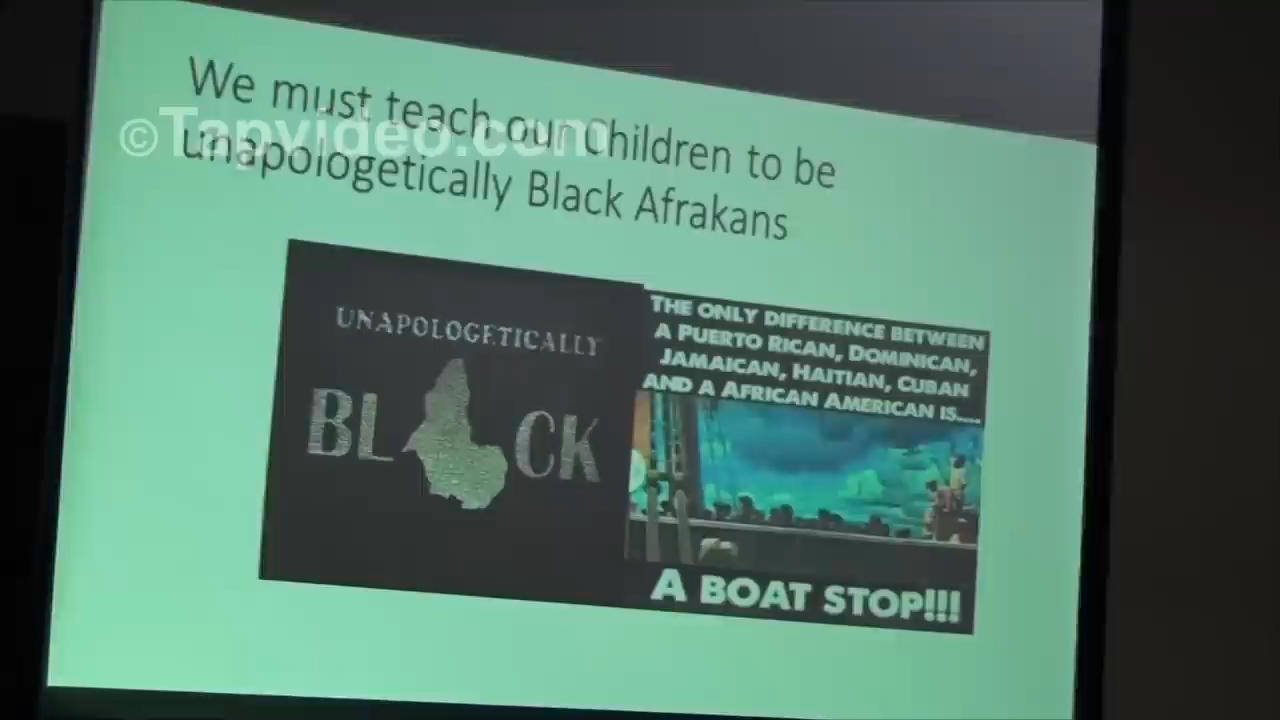 We must teach our Children to be
unapologetically Black Afrakans
©Tapvideo.com
UNAPOLOGETICALLY
BL CK
THE ONLY DIFFERENCE BETWEEN
A PUERTO RICAN, DOMINICAN,
JAMAICAN, HAITIAN, CUBAN
AND A AFRICAN AMERICAN IS.....
A BOAT STOP!!!